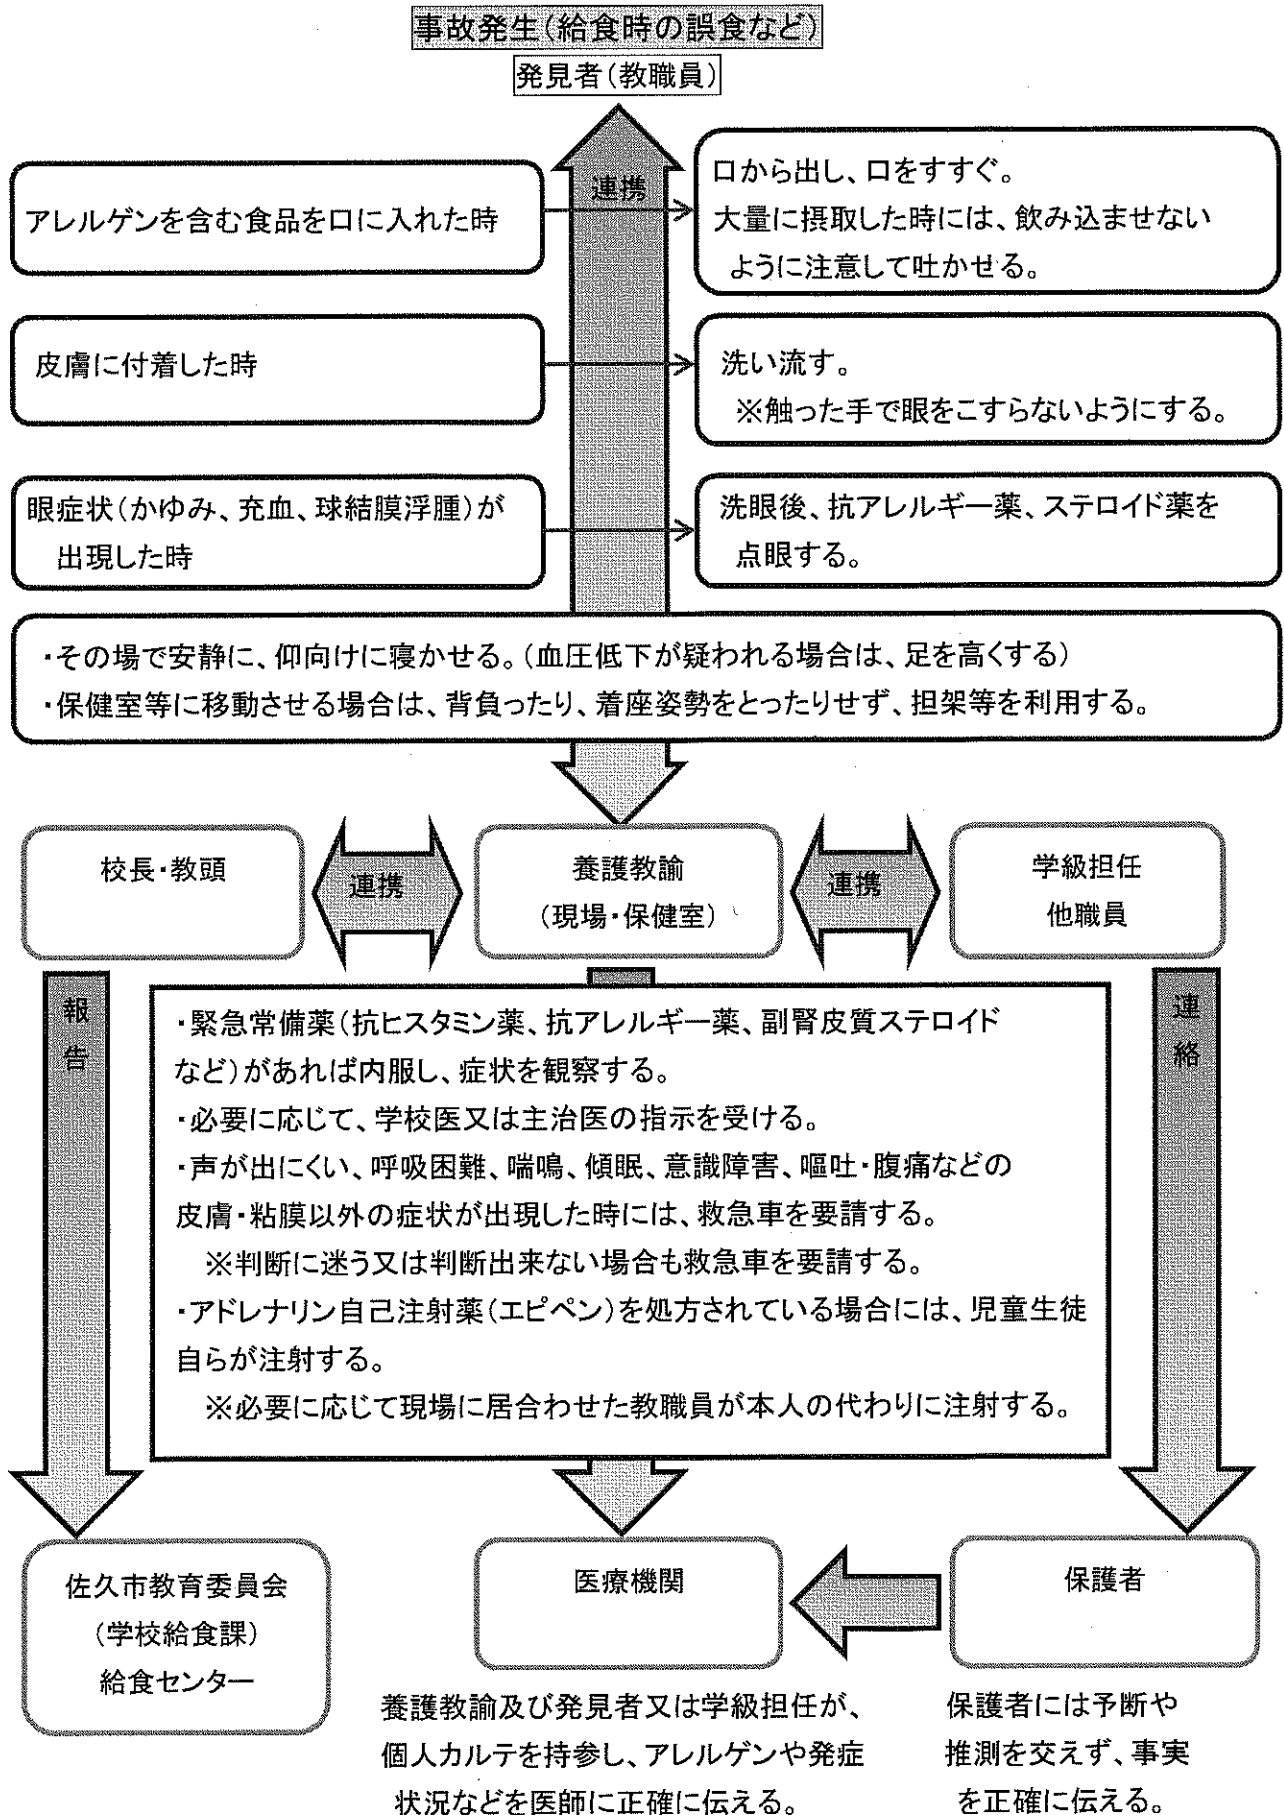 事故発生(給食時の誤食など)
発見者(教職員)
連携
アレルゲンを含む食品を口に入れた時
口から出し、口をすすぐ。
大量に摂取した時には、飲み込ませない
ように注意して吐かせる。
皮膚に付着した時
洗い流す。
※触った手で眼をこすらないようにする。
眼症状(かゆみ、充血、球結膜浮腫)が
出現した時
洗眼後、抗アレルギー薬、ステロイド薬を
点眼する。
・その場で安静に、仰向けに寝かせる。(血圧低下が疑われる場合は、足を高くする)
・保健室等に移動させる場合は、背負ったり、着座姿勢をとったりせず、担架等を利用する。
校長・教頭
連携
養護教諭
(現場・保健室)
連携
学級担任
他職員
報告
・緊急常備薬(抗ヒスタミン薬、抗アレルギー薬、副腎皮質ステロイド
など)があれば内服し、症状を観察する。
・必要に応じて、学校医又は主治医の指示を受ける。
・声が出にくい、呼吸困難、喘鳴、傾眠、意識障害、嘔吐・腹痛などの
皮膚・粘膜以外の症状が出現した時には、救急車を要請する。
※判断に迷う又は判断出来ない場合も救急車を要請する。
・アドレナリン自己注射薬(エピペン)を処方されている場合には、児童生徒
自らが注射する。
※必要に応じて現場に居合わせた教職員が本人の代わりに注射する。
連絡
佐久市教育委員会
(学校給食課)
給食センター
医療機関
保護者
養護教諭及び発見者又は学級担任が、
個人カルテを持参し、アレルゲンや発症
状況などを医師に正確に伝える。
保護者には予断や
推測を交えず、事実
を正確に伝える。